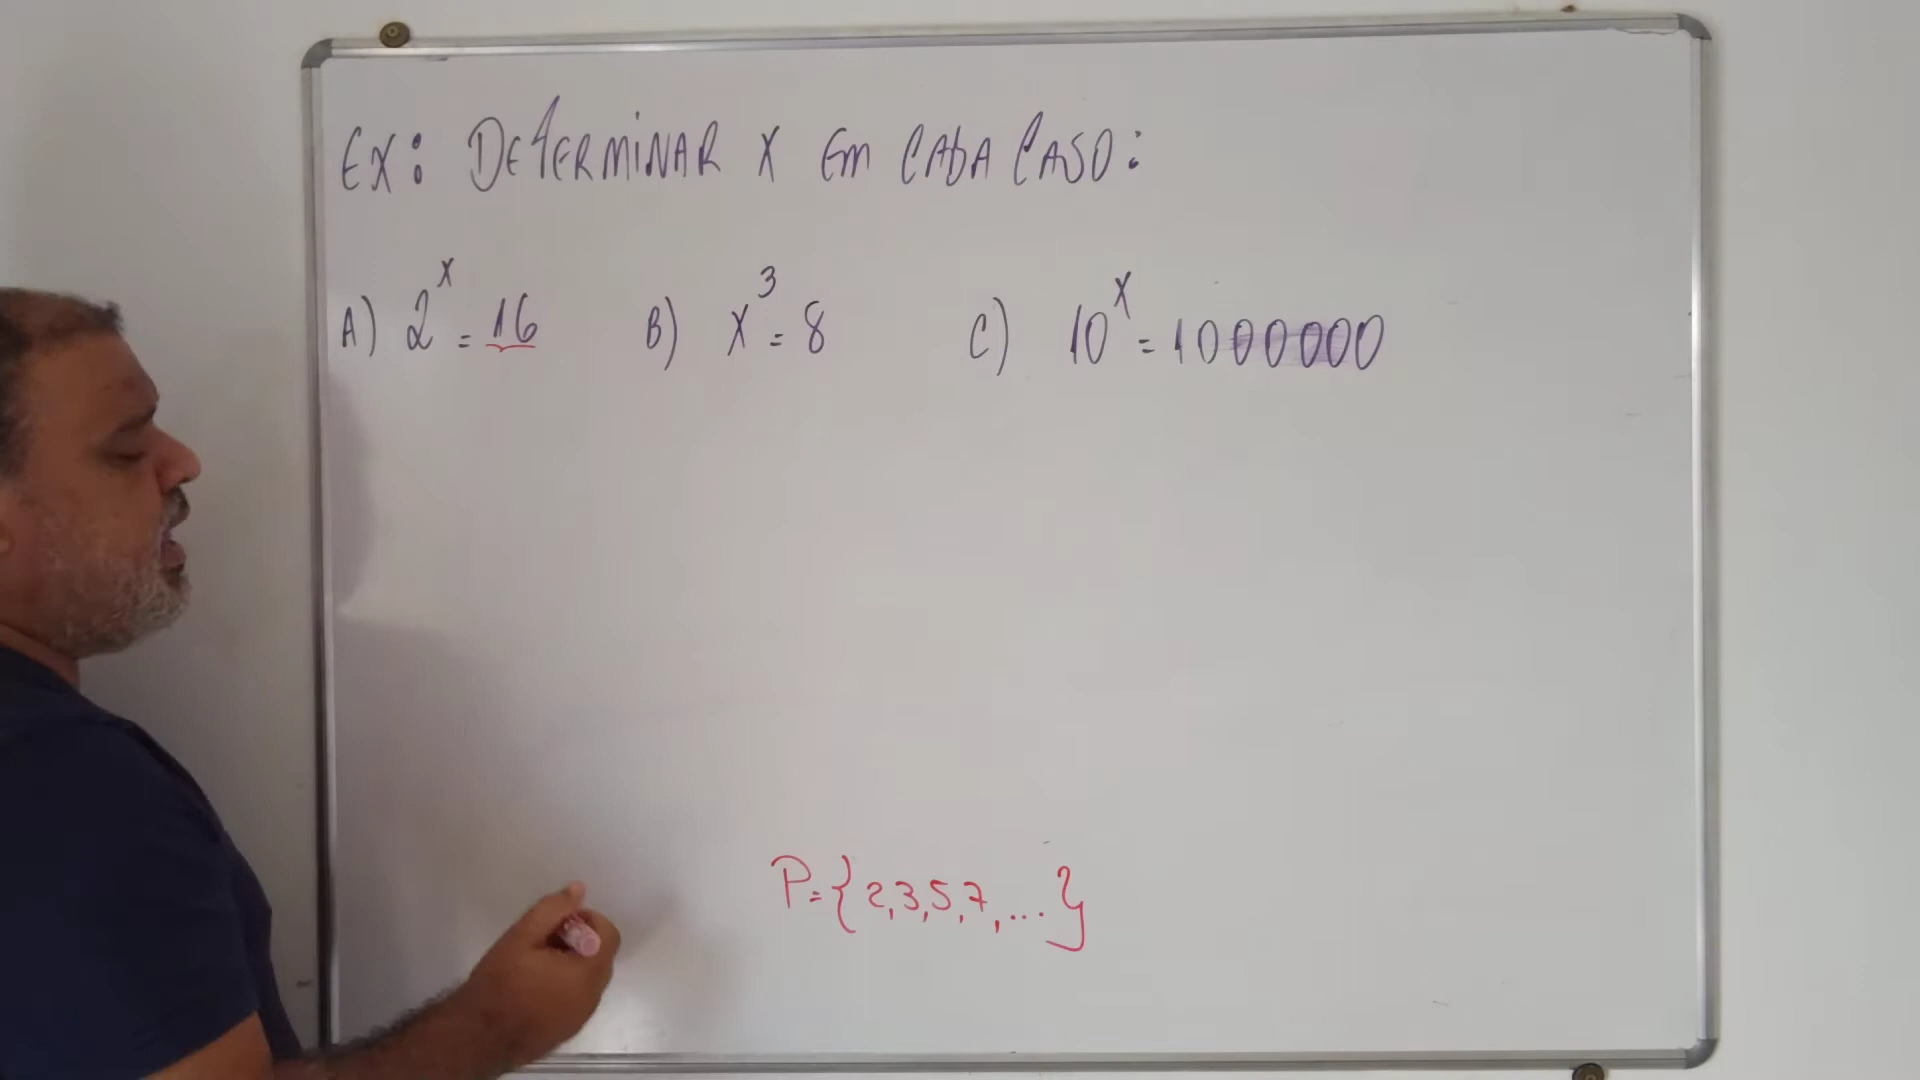 EX: DETERMINAR X EM CADA CASO:
A) 2^x = 16 B) x^3 = 8 C) 10^x = 1000000
P = {2,3,5,7,...}